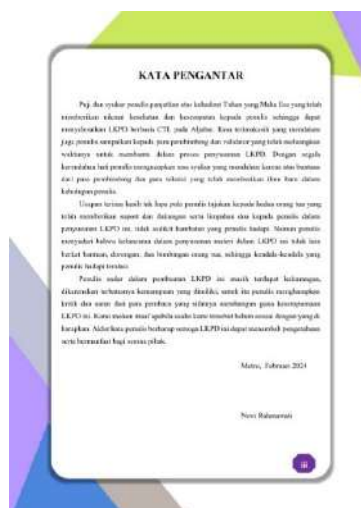 KATA PENGANTAR
Puji dan syukur penulis panjatkan atas kehadirat Tuhan yang Maha Esa yang telah
memberikan nikmat kesehatan dan kesempatan kepada penulis sehingga dapat
menyelesaikan LKPD berbasis CTL pada Aljabar. Rasa terimakasih yang mendalam
juga penulis sampaikan kepada para pembimbing dan validator yang telah meluangkan
waktunya untuk membantu dalam proses penyusunan LKPD. Dengan segala
kerendahan hati penulis mengucapkan rasa syukur yang mendalam karena atas bantuan
dari para pembimbing dan para validasi yang telah memberikan ilmu baru dalam
kehidupan penulis.
Ucapan terima kasih tak lupa pula penulis tujukan kepada kedua orang tua yang
telah memberikan suport dan dukungan serta limpahan doa kepada penulis dalam
penyusunan LKPD ini, tidak sedikit hambatan yang penulis hadapi. Namun penulis
menyadari bahwa kelancaran dalam penyusunan materi dalam LKPD ini tidak lain
berkat bantuan, dorongan, dan bimbingan orang tua, sehingga kendala-kendala yang
penulis hadapi teratasi.
Penulis sadar dalam pembuatan LKPD ini masih terdapat kekurangan,
dikarenakan terbatasnya kemampuan yang dimiliki, untuk itu penulis mengharapkan
kritik dan saran dari para pembaca yang sifatnya membangun guna kesempurnaan
LKPD ini. Kami mohon maaf apabila usaha kami tersebut belum sesuai dengan yang di
harapkan. Akhir kata penulis berharap semoga LKPD ini dapat menambah pengetahuan
serta bermanfaat bagi semua pihak.
Metro, Februari 2024
Novi Rahmawati
iii